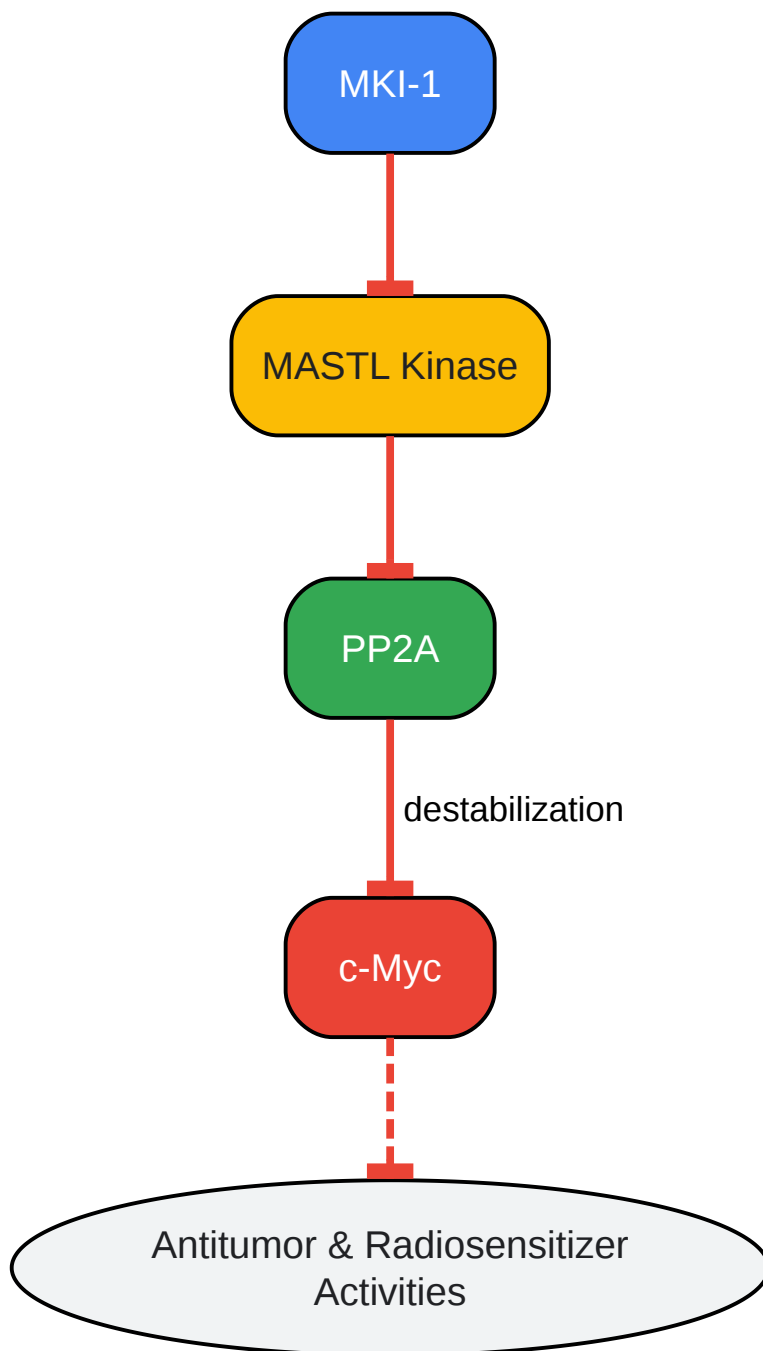 MKI-1
MASTL Kinase
PP2A
destabilization
c-Myc
Antitumor & Radiosensitizer
Activities